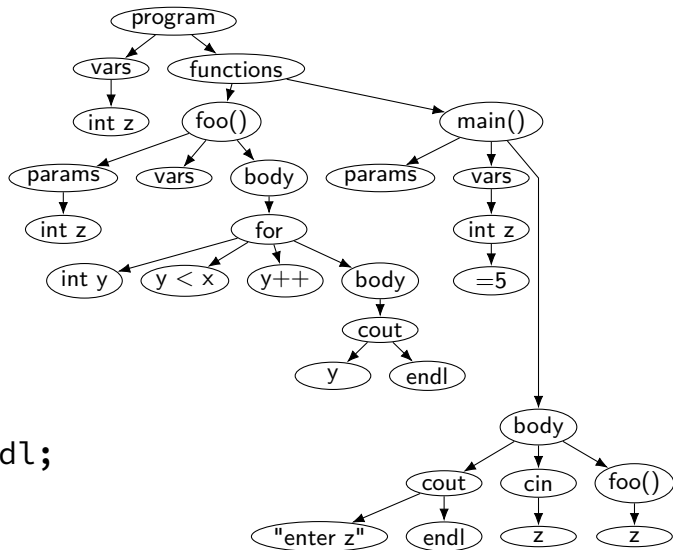 program
vars functions
int z foo() main()
params vars body params vars
int z for int z
int y y < x y++ body =5
cout
y endl
body
dl;
cout cin foo()
"enter z" endl z z